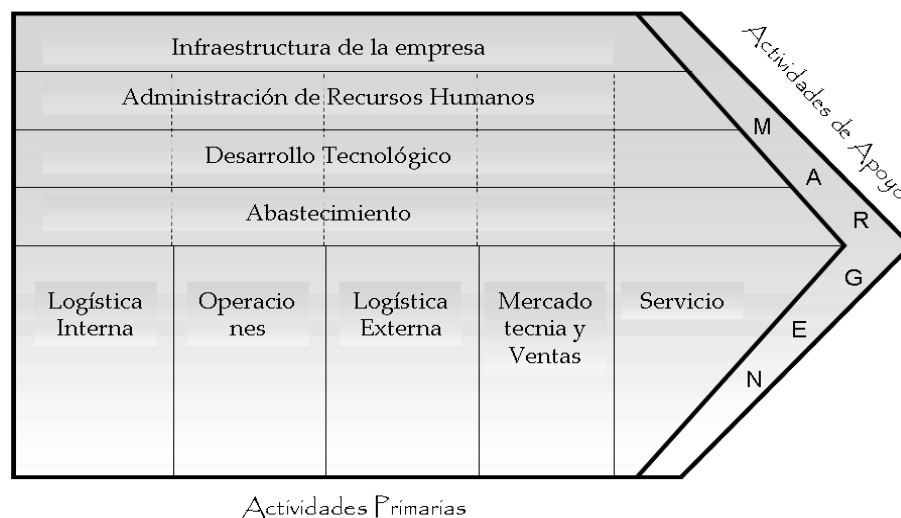 Infraestructura de la empresa
Administración de Recursos Humanos
Desarrollo Tecnológico
Abastecimiento
Logística
Interna
Operacio
nes
Logística
Externa
Mercado
tecnia y
Ventas
Servicio
MARGEN
Actividades de Apoyo
Actividades Primarias